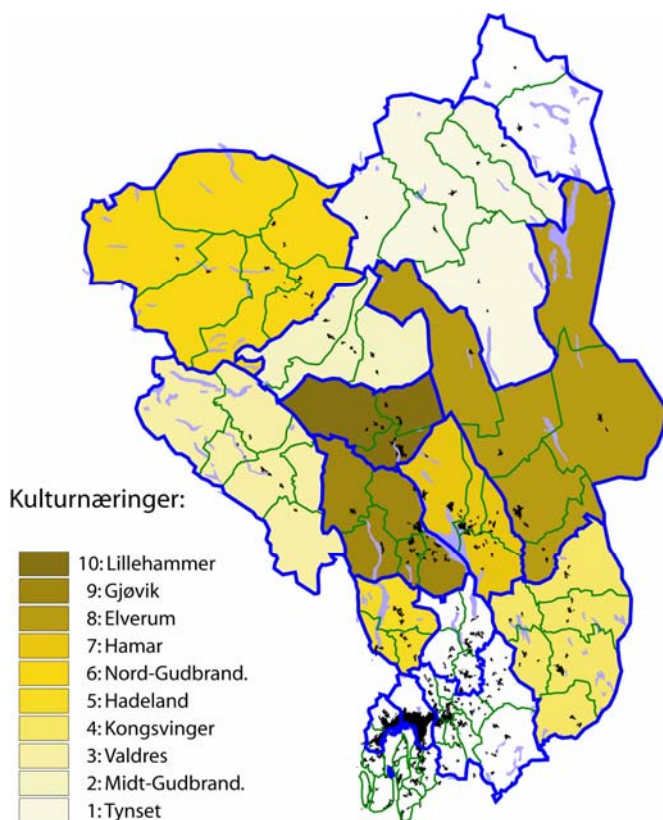 Kulturnæringer:
10: Lillehammer
9: Gjøvik
8: Elverum
7: Hamar
6: Nord-Gudbrand.
5: Hadeland
4: Kongsvinger
3: Valdres
2: Midt-Gudbrand.
1: Tynset